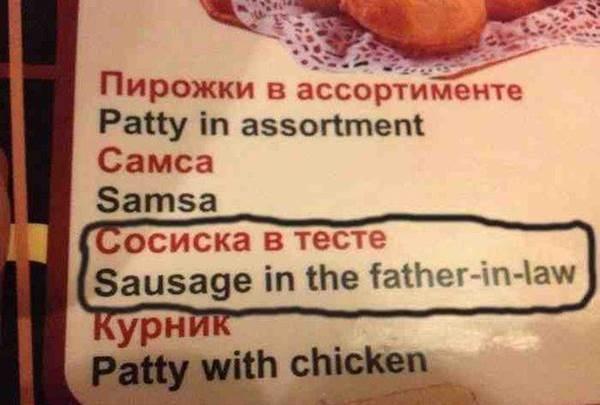 Пирожки в ассортименте
Patty in assortment
Самса
Samsa
Сосиска в тесте
Sausage in the father-in-law
Курник
Patty with chicken